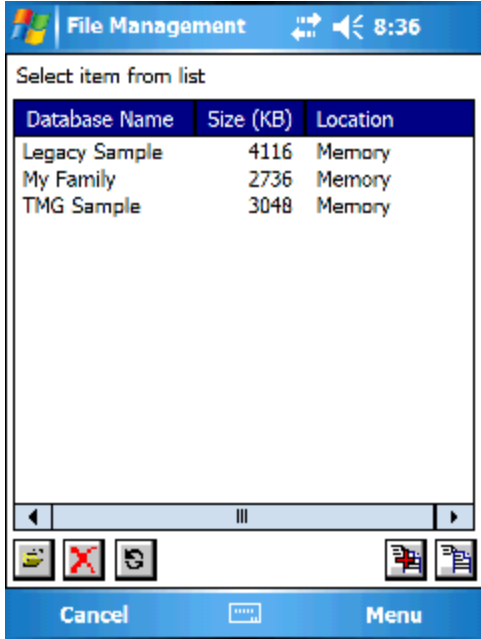 File Management 8:36
Select item from list
Database Name Size (KB) Location
Legacy Sample 4116 Memory
My Family 2736 Memory
TMG Sample 3048 Memory
Cancel Menu